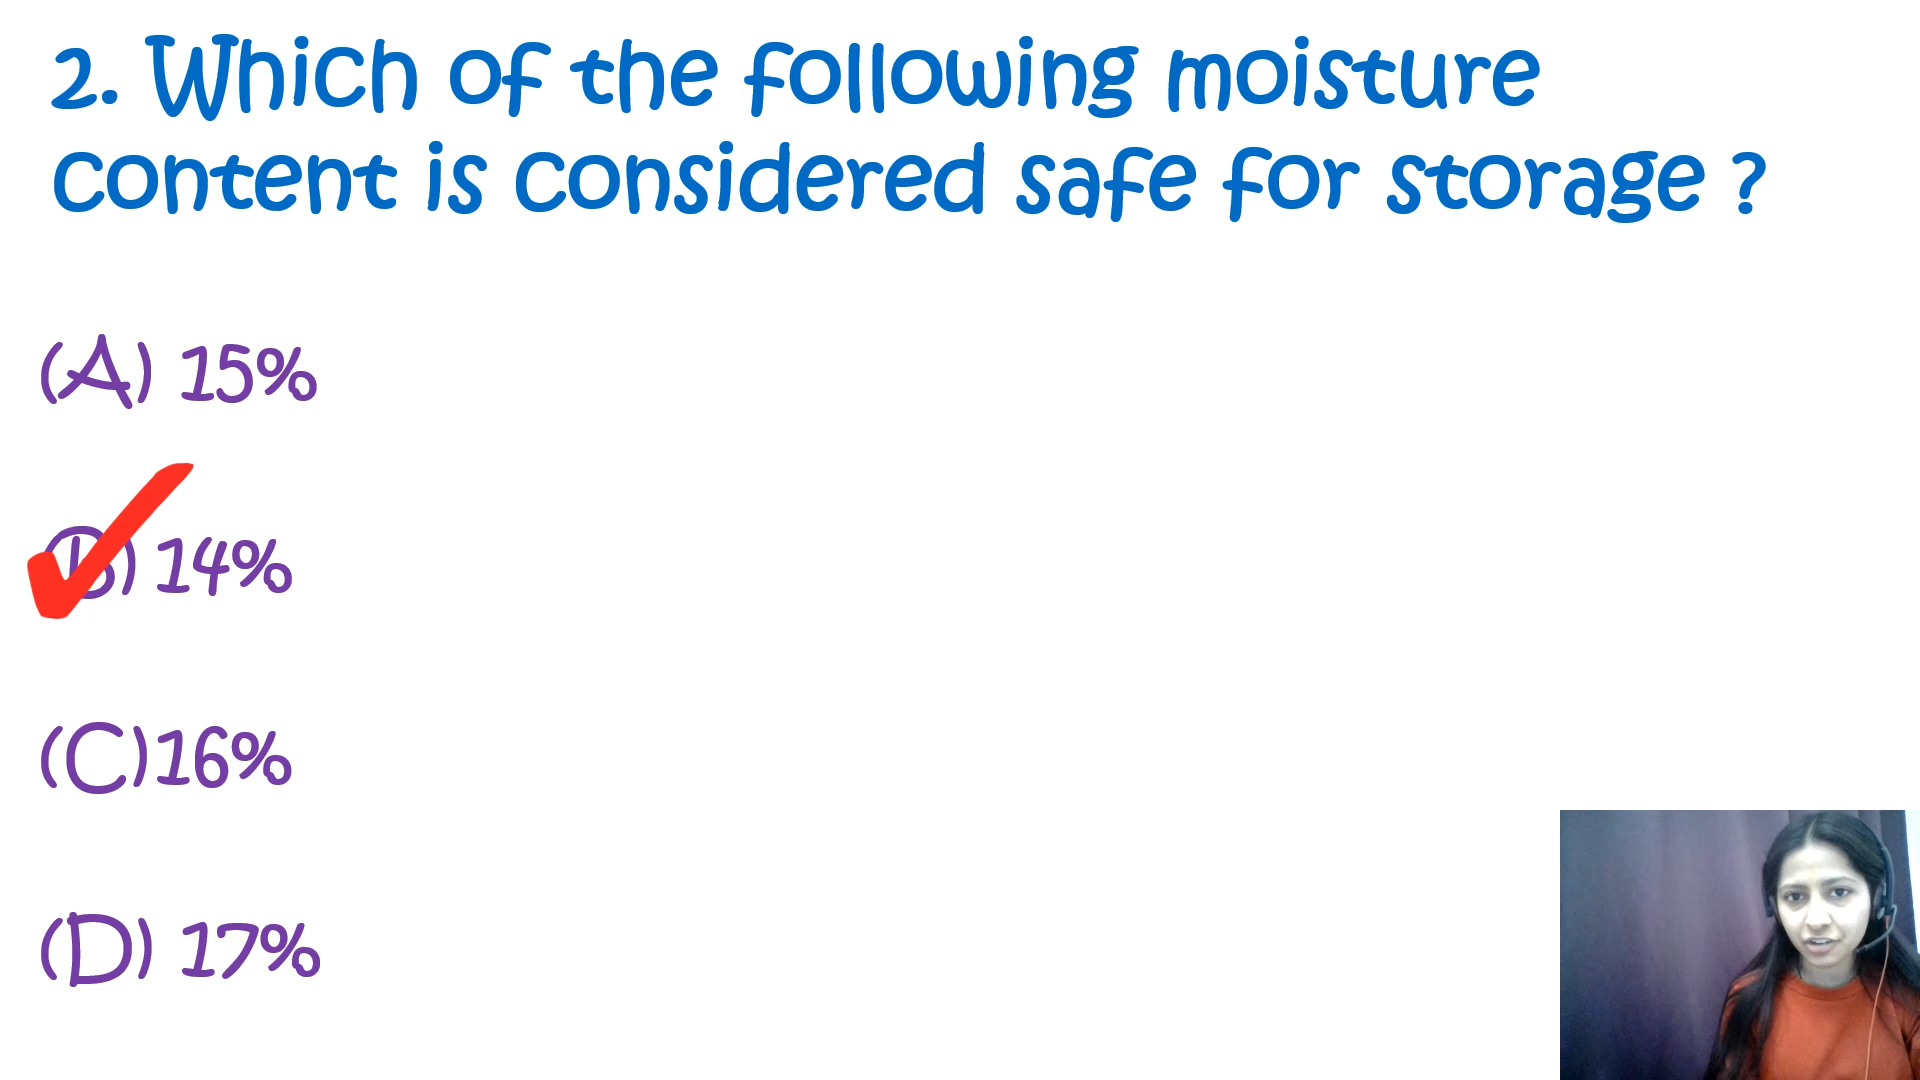 2. Which of the following moisture
content is considered safe for storage ?
(A) 15%
(B) 14%
(C)16%
(D) 17%